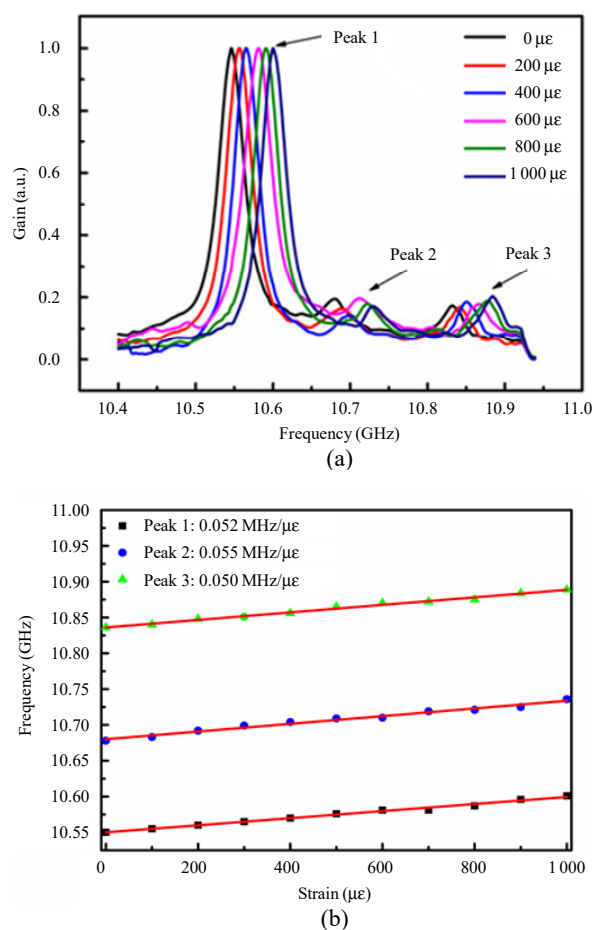 Peak 1
0 με
200 με
400 με
600 με
800 με
1 000 με
Peak 2
Peak 3
1.0
0.8
0.6
0.4
0.2
0.0
Gain (a.u.)
10.4 10.5 10.6 10.7 10.8 10.9 11.0
Frequency (GHz)
(a)
11.00
10.95
10.90
10.85
10.80
10.75
10.70
10.65
10.60
10.55
Frequency (GHz)
Peak 1: 0.052 MHz/με
Peak 2: 0.055 MHz/με
Peak 3: 0.050 MHz/με
0 200 400 600 800 1 000
Strain (με)
(b)